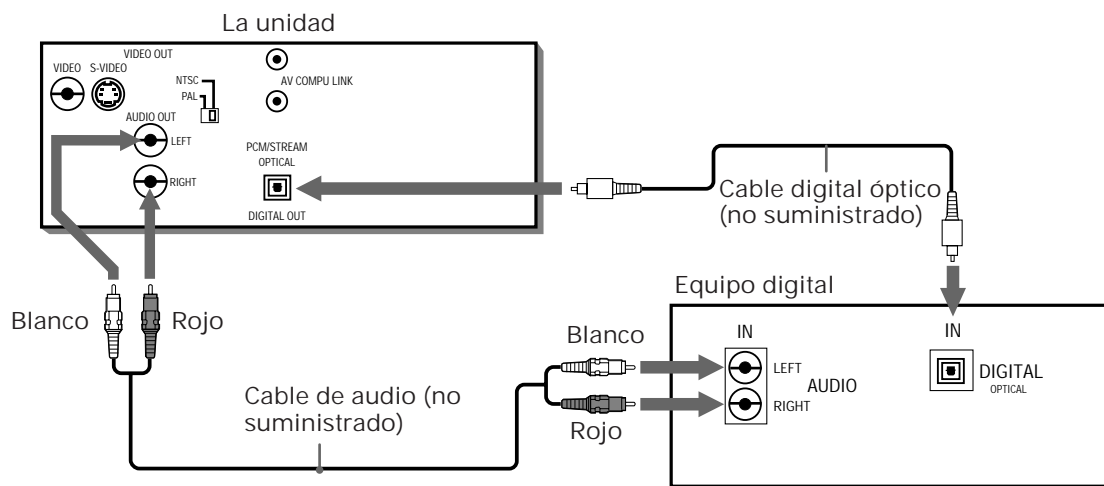 La unidad
VIDEO OUT
VIDEO
S-VIDEO
NTSC
PAL
AV COMPU LINK
AUDIO OUT
LEFT
RIGHT
PCM/STREAM
OPTICAL
DIGITAL OUT
Cable digital óptico
(no suministrado)
Blanco
Rojo
Cable de audio (no
suministrado)
Equipo digital
Blanco
Rojo
IN
LEFT
AUDIO
RIGHT
IN
DIGITAL
OPTICAL